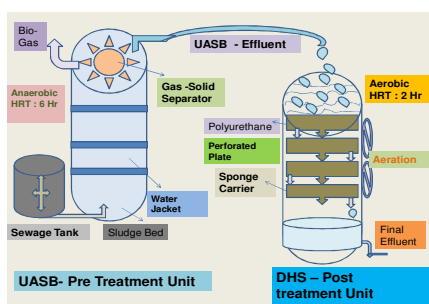 Bio-
Gas
UASB - Effluent
Anaerobic
HRT : 6 Hr
Gas -Solid
Separator
Aerobic
HRT : 2 Hr
Polyurethane
Perforated
Plate
Aeration
Sponge
Carrier
Water
Jacket
Sewage Tank
Sludge Bed
Final
Effluent
UASB- Pre Treatment Unit
DHS – Post
treatment Unit